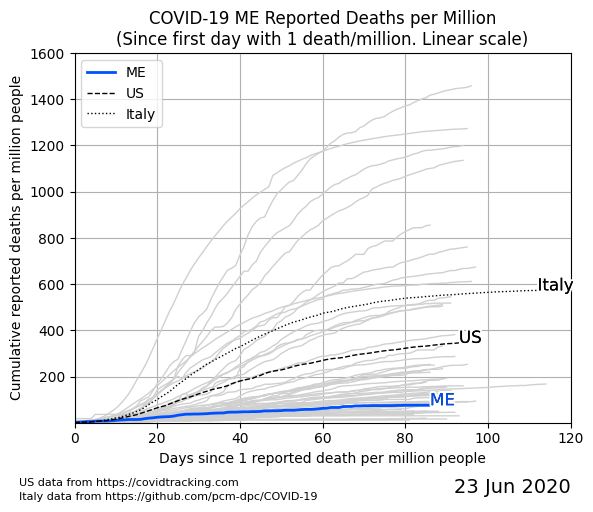 COVID-19 ME Reported Deaths per Million
(Since first day with 1 death/million. Linear scale)
Cumulative reported deaths per million people
1600
1400
1200
1000
800
600
400
200
ME
US
Italy
Italy
US
ME
0
20
40
60
80
100
120
Days since 1 reported death per million people
US data from https://covidtracking.com
Italy data from https://github.com/pcm-dpc/COVID-19
23 Jun 2020